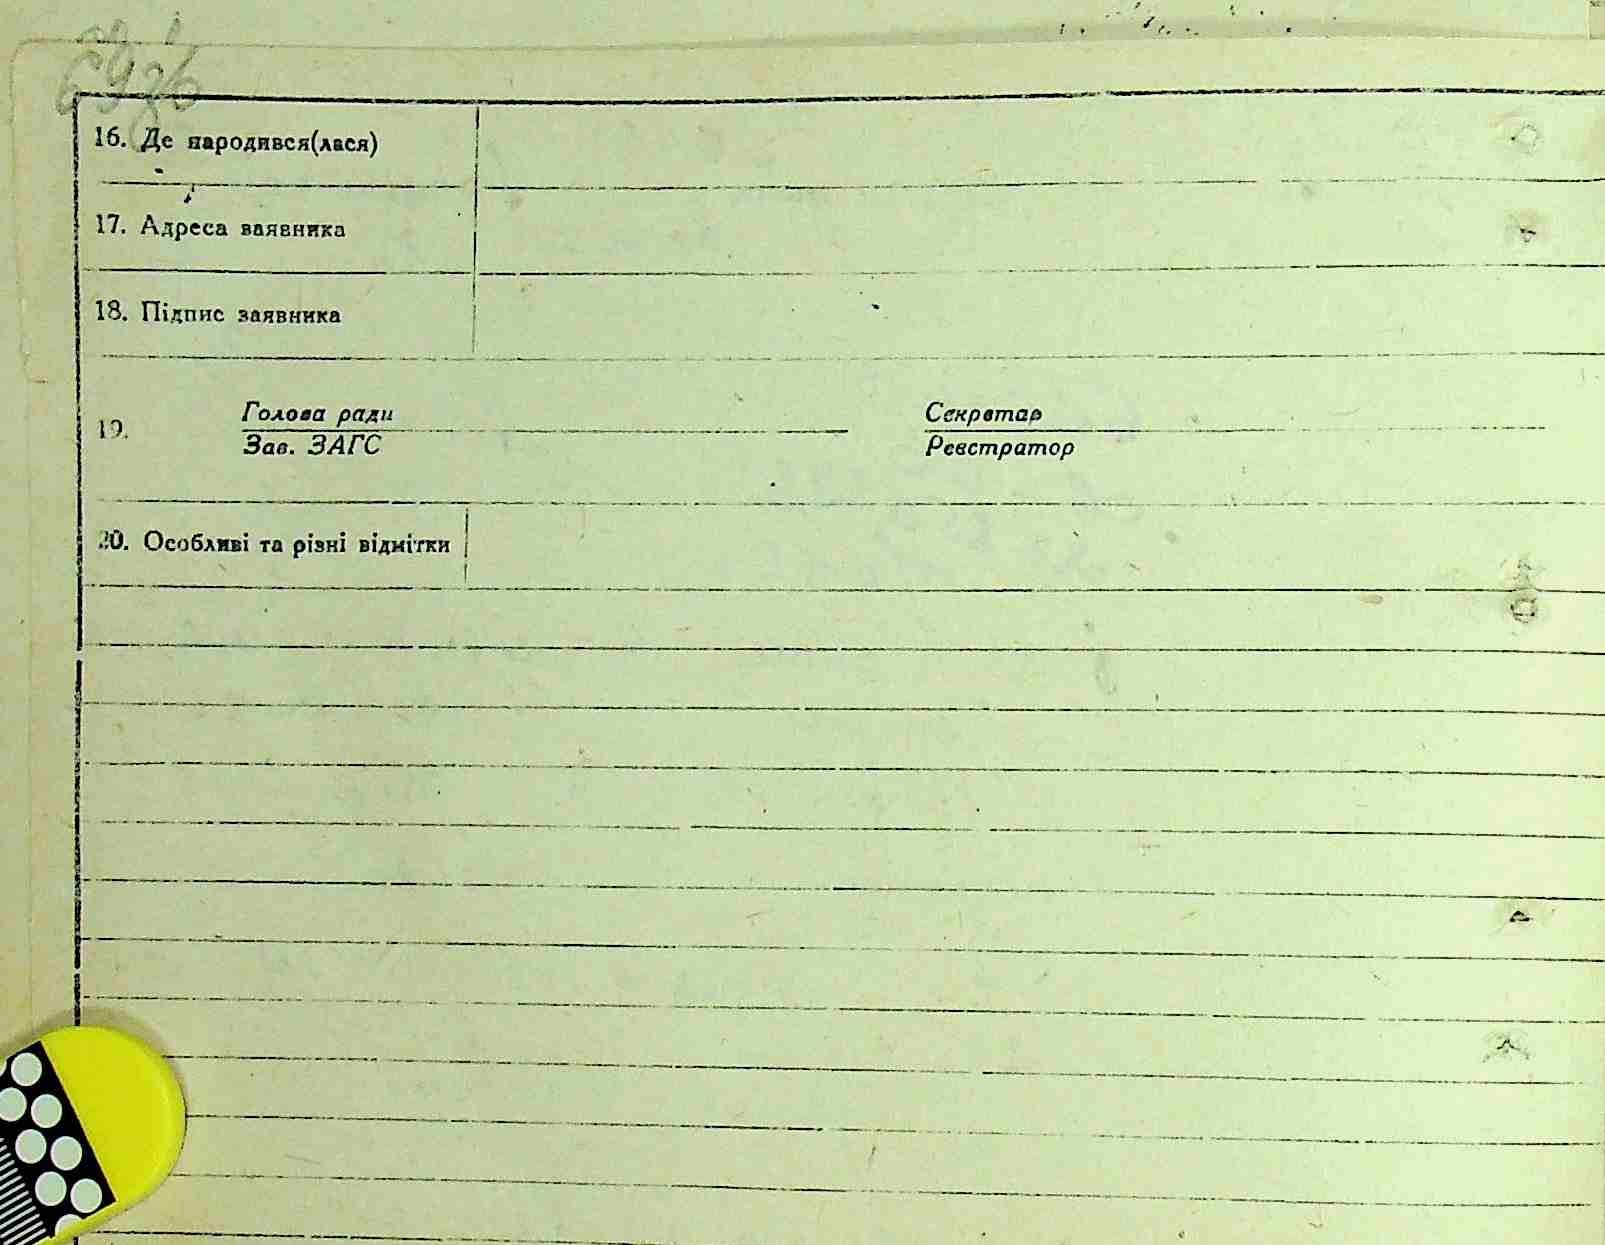 16. Де народився(лася)
17. Адреса заявника
18. Підпис заявника
Голова ради Секретар
19.
Зав. ЗАГС Реєстратор
20. Особливі та різні відмітки